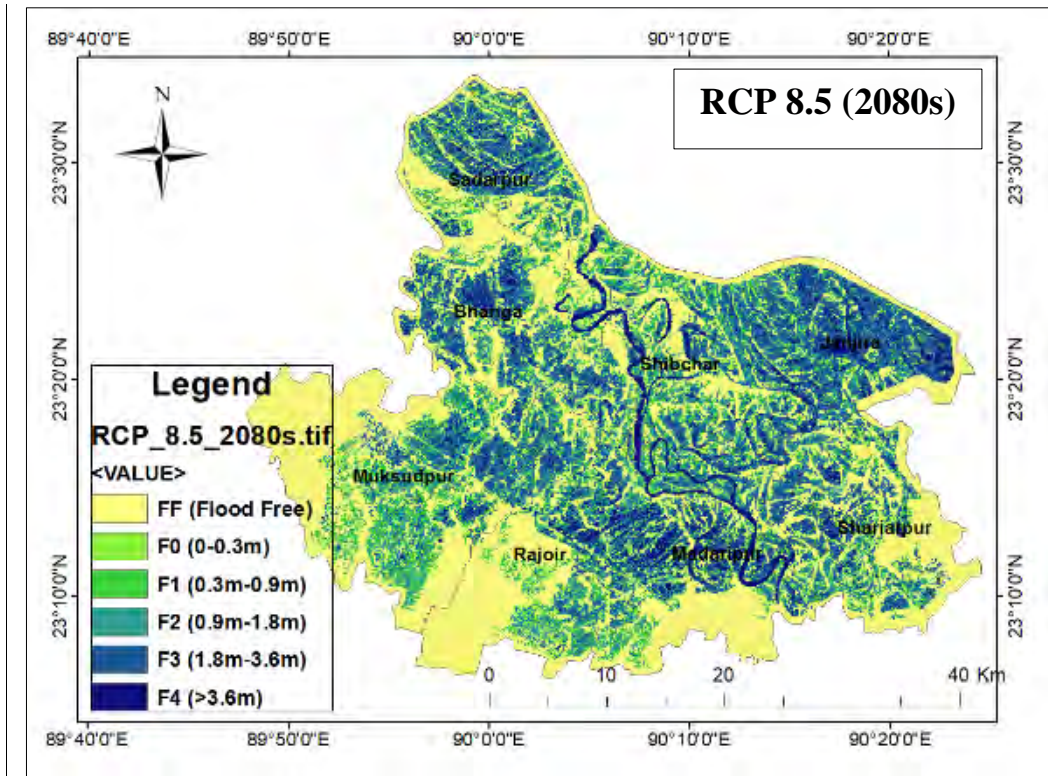 89°40'0"E 89°50'0"E 90°0'0"E 90°10'0"E 90°20'0"E
RCP 8.5 (2080s)
N
23°30'0"N 23°30'0"N
Sadarpur
Bhanga
Janjira
Shibchar
23°20'0"N 23°20'0"N
Legend
RCP_8.5_2080s.tif
<VALUE>
FF (Flood Free)
F0 (0-0.3m)
F1 (0.3m-0.9m)
F2 (0.9m-1.8m)
F3 (1.8m-3.6m)
F4 (>3.6m)
Muksudpur
Shariatpur
Rajoir
Madaripur
23°10'0"N 23°10'0"N
0 10 20 40 Km
89°40'0"E 89°50'0"E 90°0'0"E 90°10'0"E 90°20'0"E